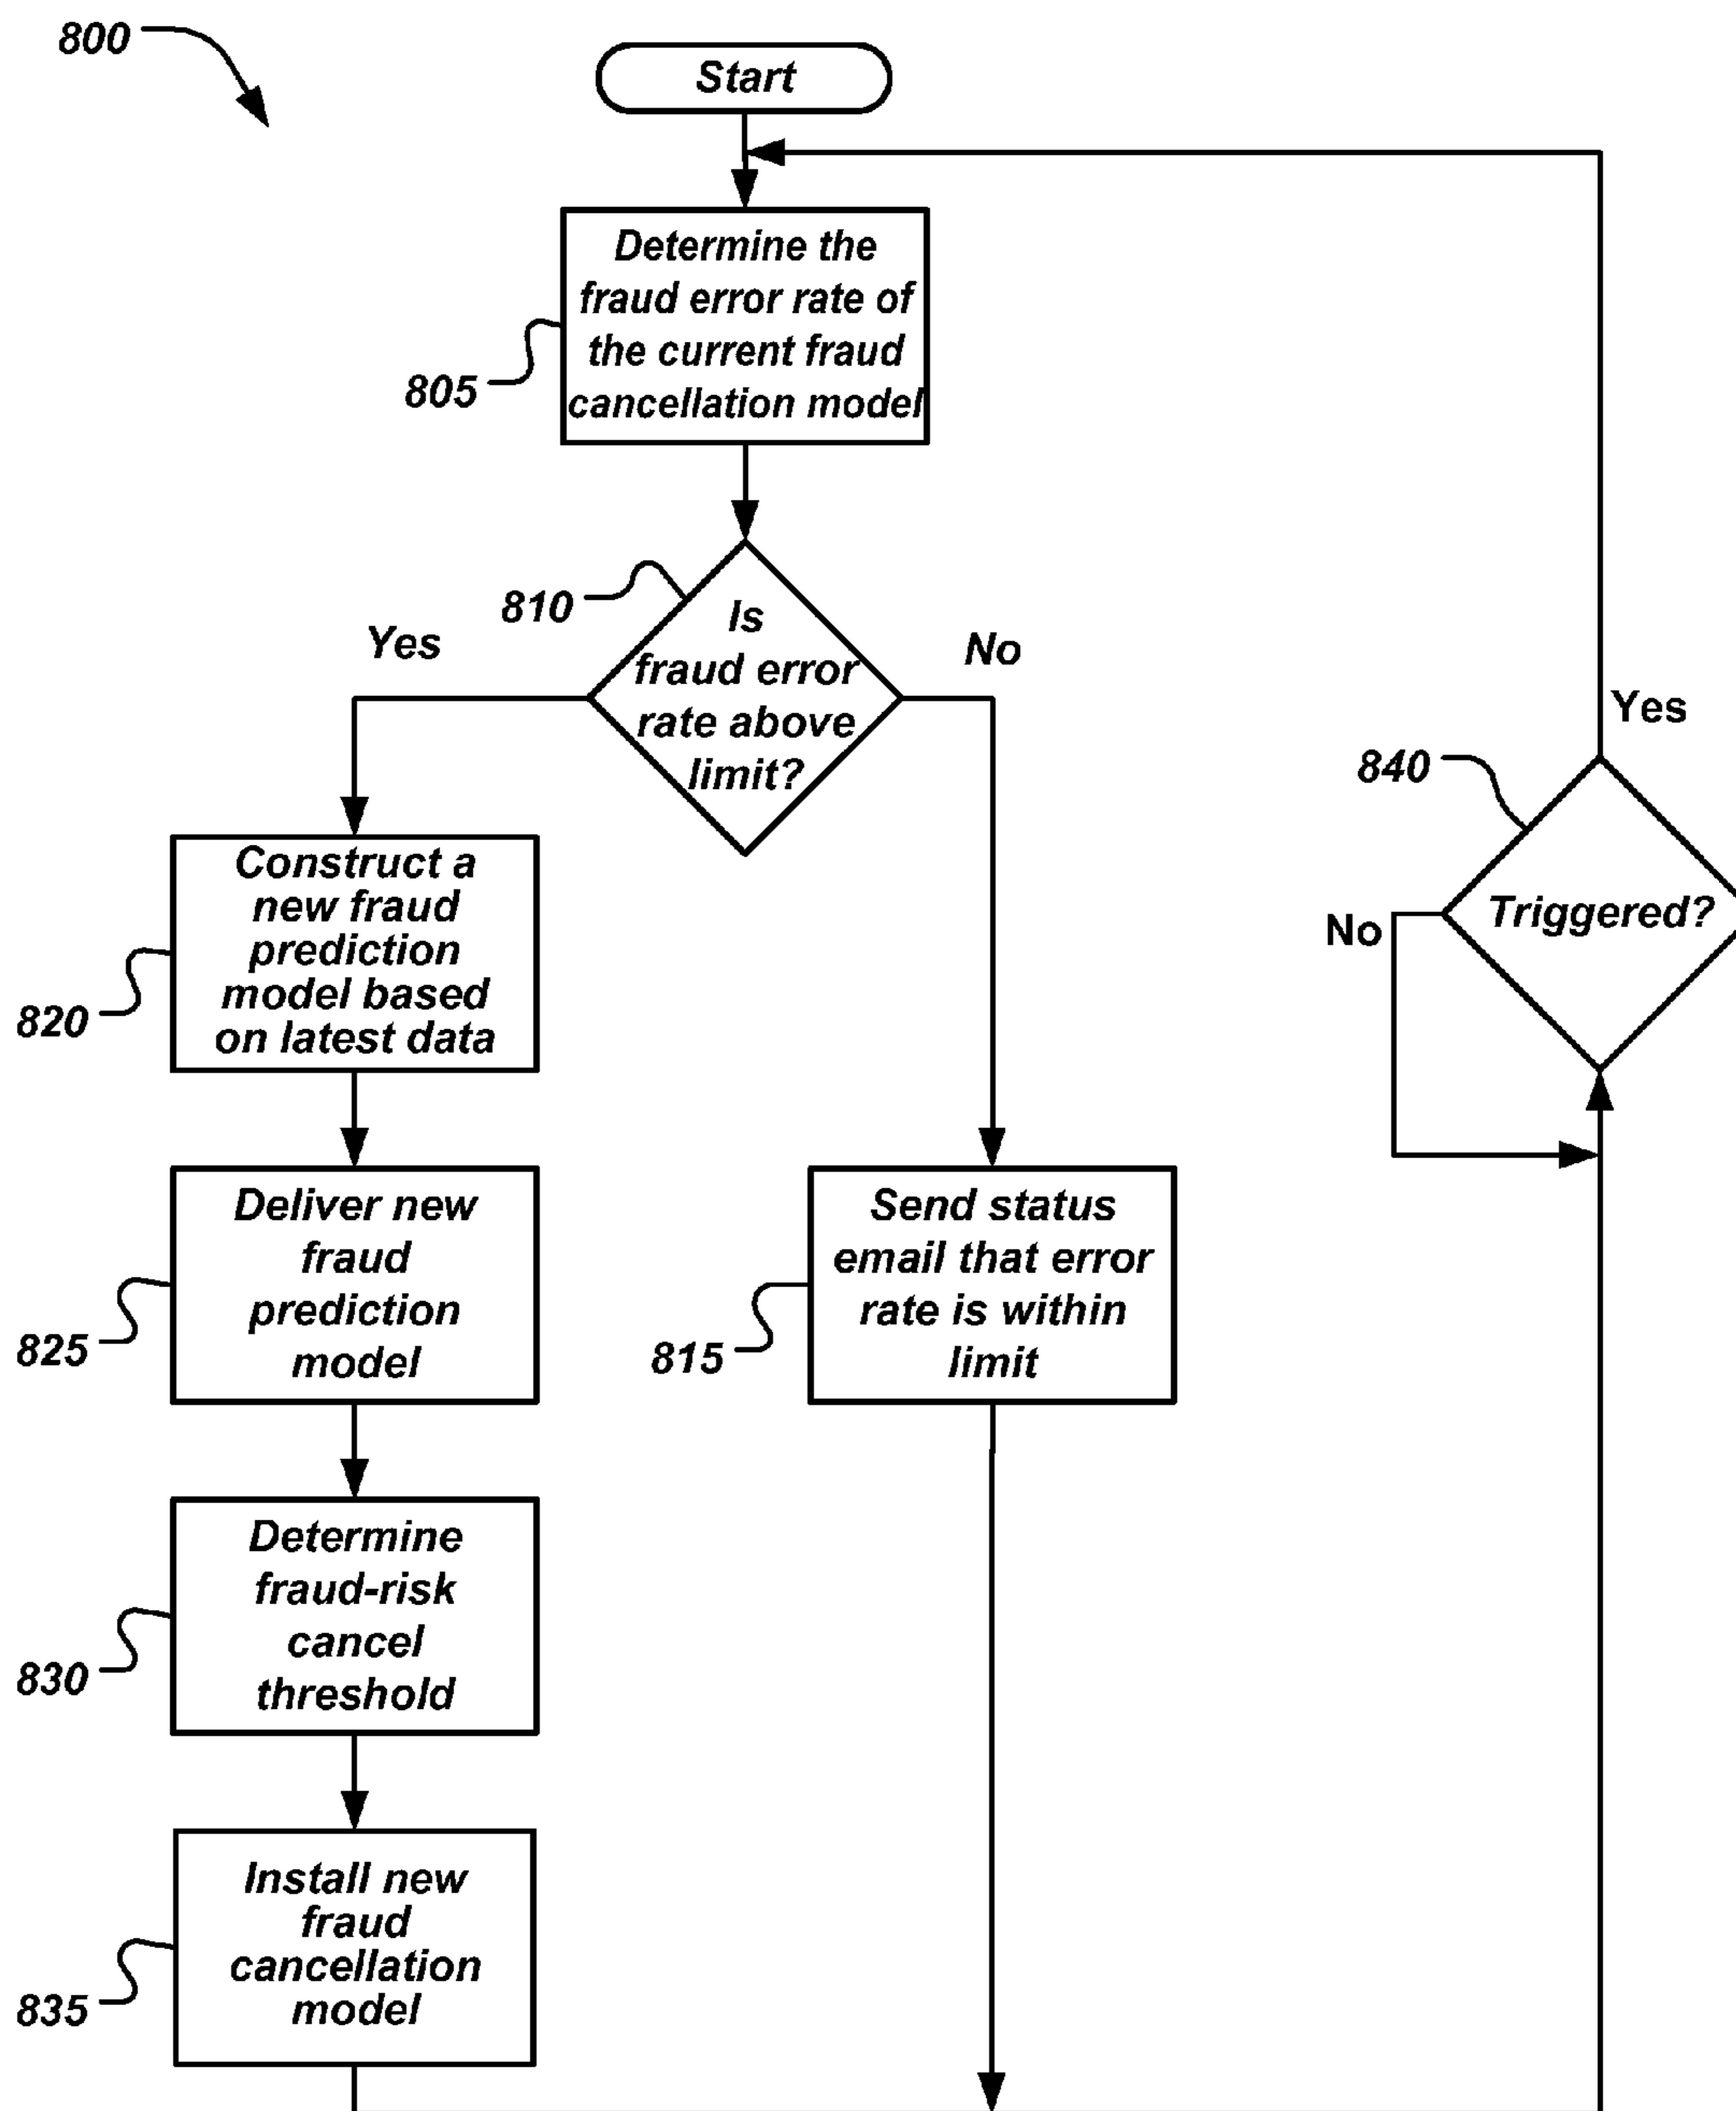 800
Start
Determine the
fraud error rate of
the current fraud
cancellation model
805
810
Is
fraud error
rate above
limit?
Yes
No
Yes
840
Triggered?
No
Construct a
new fraud
prediction
model based
on latest data
820
Deliver new
fraud
prediction
model
825
Send status
email that error
rate is within
limit
815
Determine
fraud-risk
cancel
threshold
830
Install new
fraud
cancellation
model
835